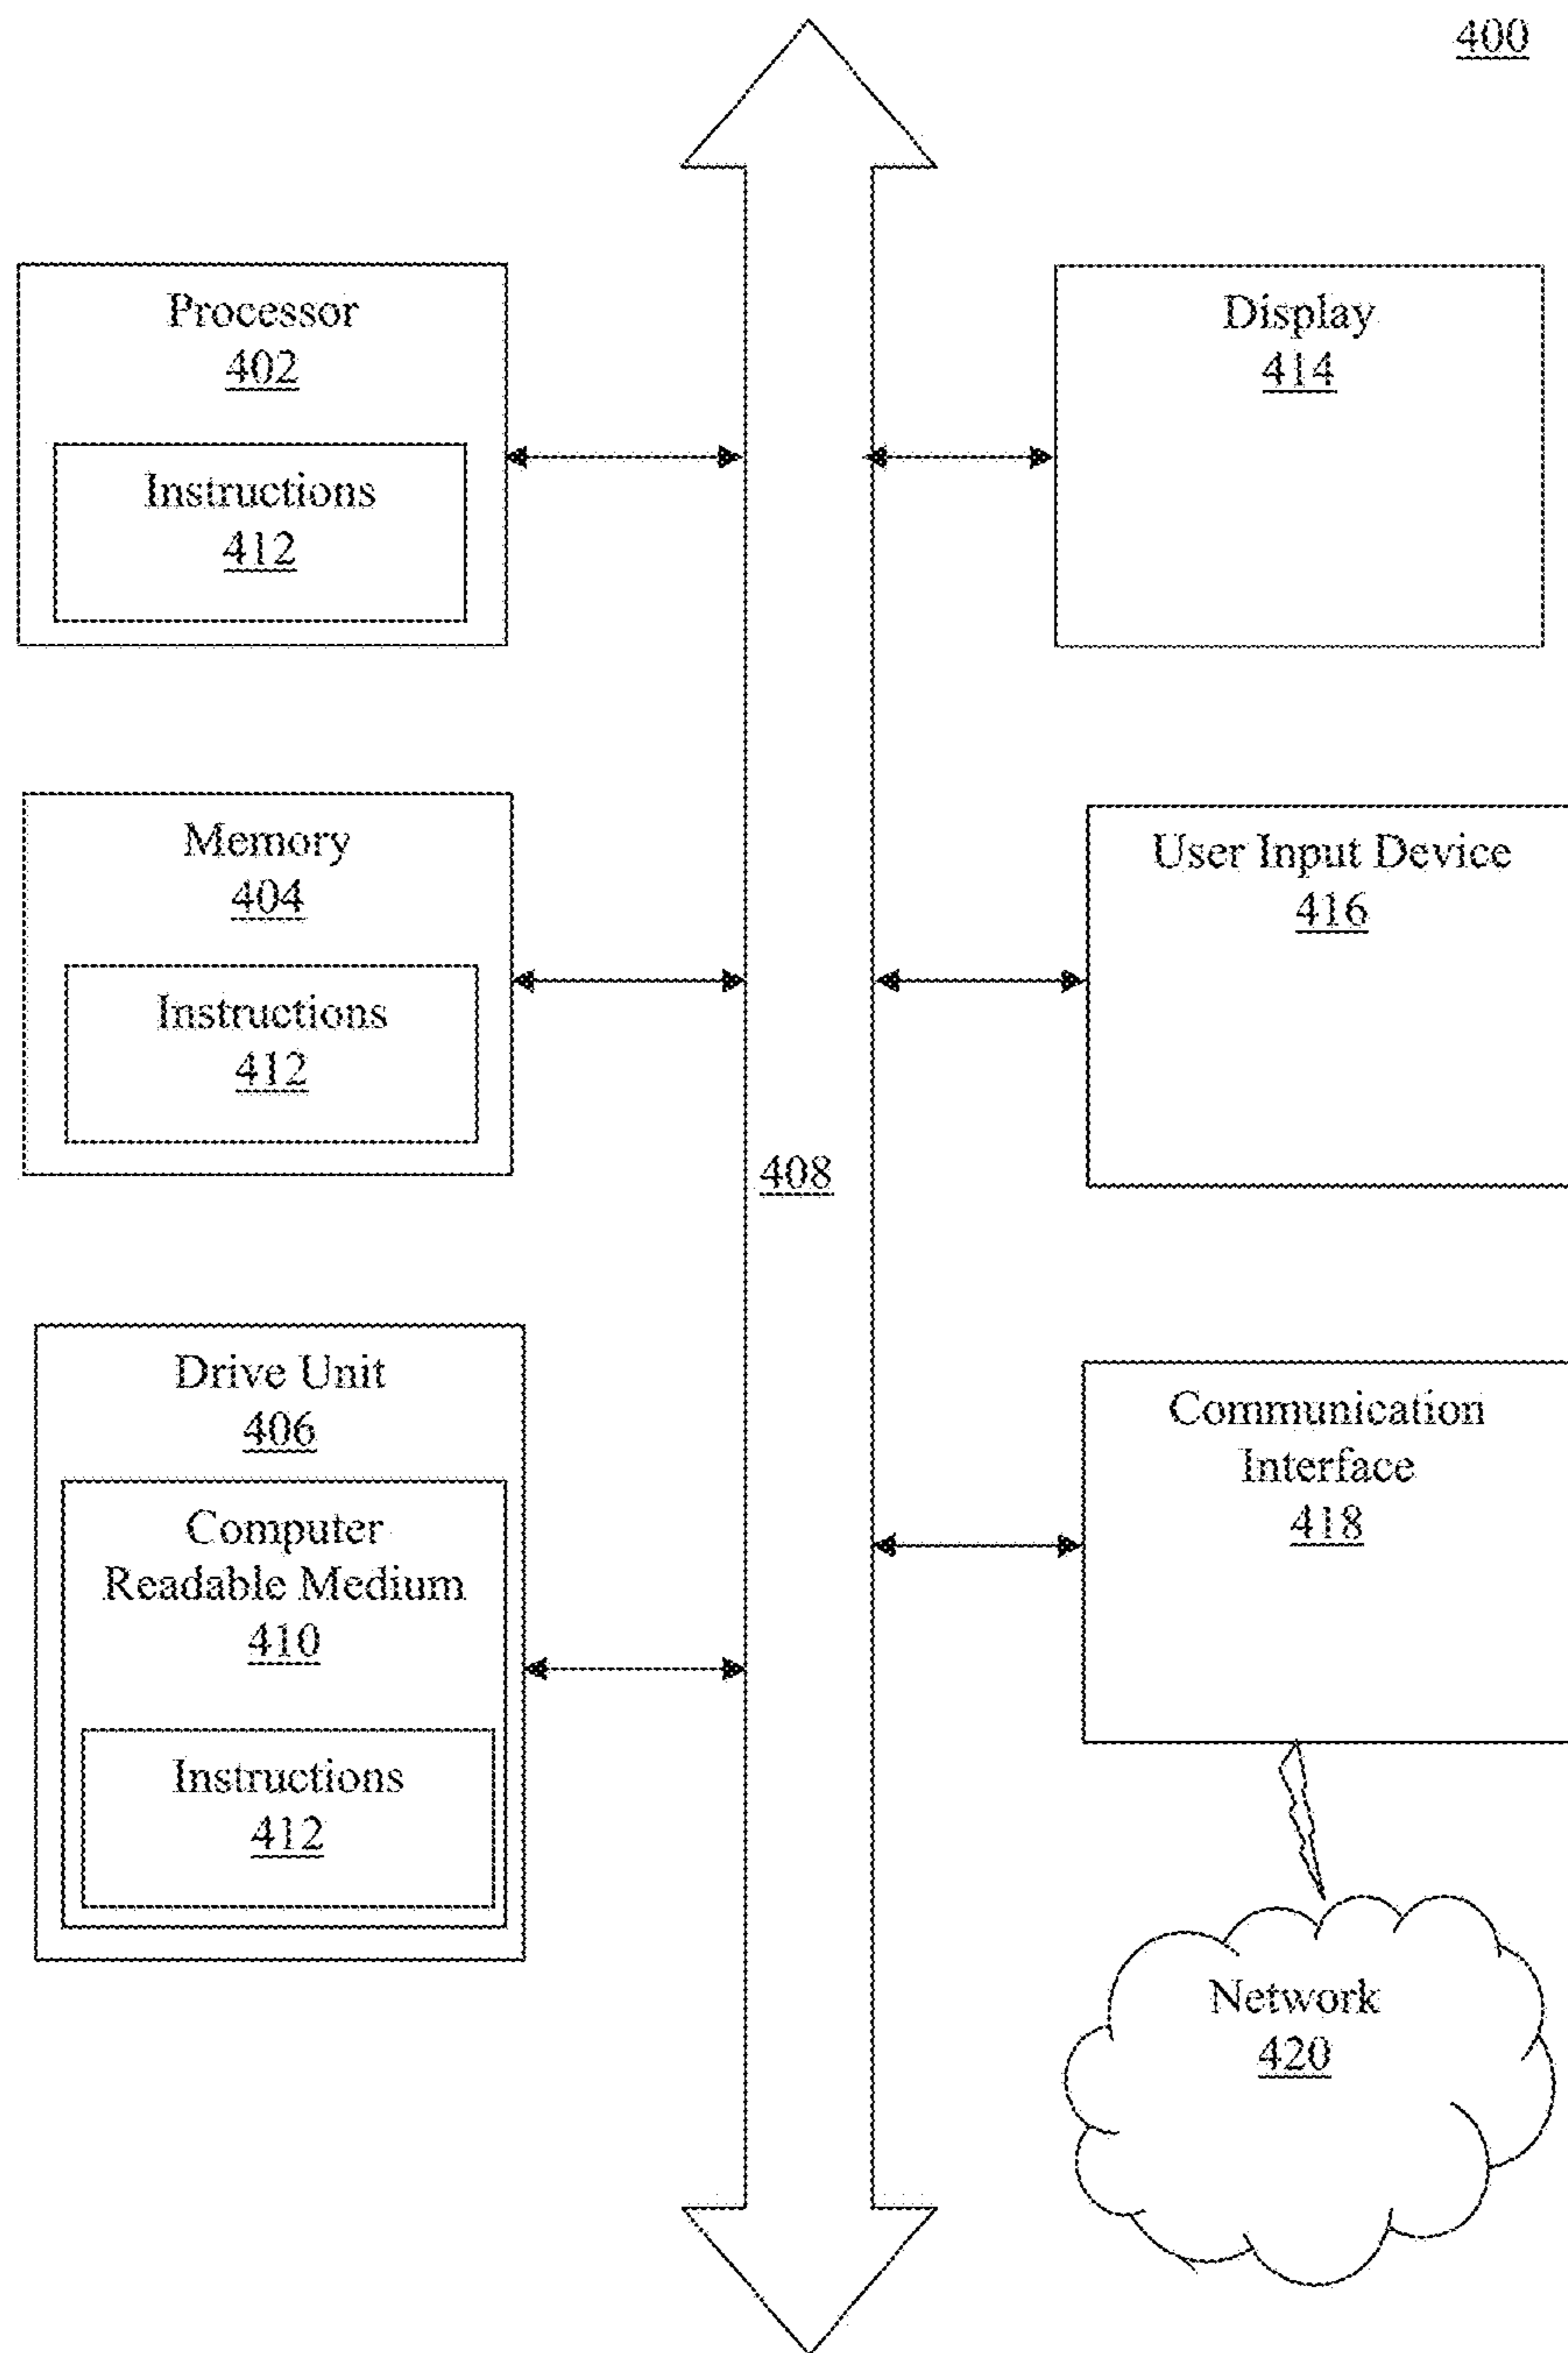 400
Processor
402
Instructions
412
Display
414
Memory
404
Instructions
412
User Input Device
416
408
Drive Unit
406
Computer
Readable Medium
410
Instructions
412
Communication
Interface
418
Network
420